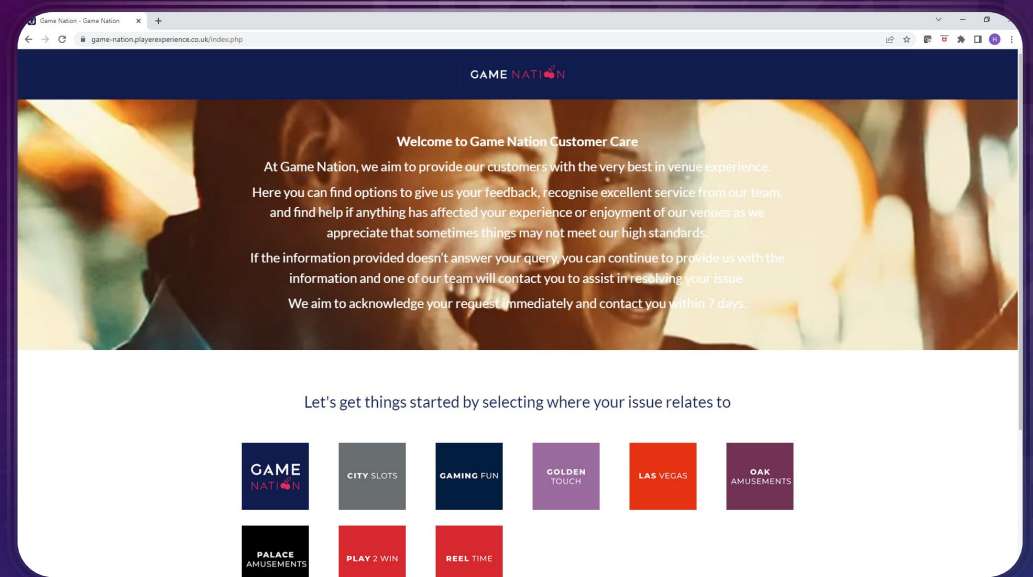 Game Nation - Game Nation
game-nation.playerexperience.co.uk/index.php
H
GAME NATION
Welcome to Game Nation Customer Care
At Game Nation, we aim to provide our customers with the very best in venue experience.
Here you can find options to give us your feedback, recognise excellent service from our team,
and find help if anything has affected your experience or enjoyment of our venues as we
appreciate that sometimes things may not meet our high standards.
If the information provided doesn't answer your query, you can continue to provide us with the
information and one of our team will contact you to assist in resolving your issue.
We aim to acknowledge your request immediately and contact you within 7 days.
Let's get things started by selecting where your issue relates to
GAME
NATION
CITY SLOTS
GAMING FUN
GOLDEN
TOUCH
LAS VEGAS
OAK
AMUSEMENTS
PALACE
AMUSEMENTS
PLAY 2 WIN
REEL TIME